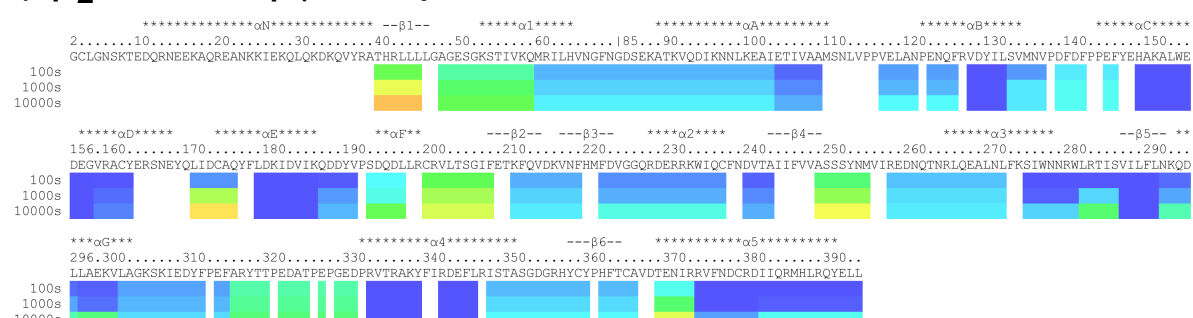 ***************αN************* --β1-- *****α1***** **********αA********** *****αB******* *****αC*****
2.......10........20........30........40........50........60.......|85...90........100.......110.......120.......130.......140.......150....
GCLGNSKTEDQRNEEKAQREANKKIEKQLQKDKQVYRATHRLLLLGAGESGKSTIVKQMRILHVNGFNGDSEKATKVQDIKNNLKEAIETIVAAMSNLVPPVELANPENQFRVDYILSVMNVPDFDFPPEFYEHAKALWE
100s
1000s
10000s
*****αD***** 170 *****αE****** **αF** ---β2-- ---β3--- ****α2**** ---β4--- ******α3****** --β5-- **
156.160.......170.......180.......190.......200.......210.......220.......230.......240.......250.......260.......270.......280.......290...
DEGVRACYERSNEYQLIDCAQYFLDKIDVIKQDDYVPSDQDLLRCRVLTSGIFETKFQVDKVNFHMFDVGGQRDERRKWIQCFNDVTAIIFVVASSSYNMVIREDNQTNRLQEALNLFKSIWNNRWLRTISVILFLNKQD
100s
1000s
10000s
***αG*** ********α4********* ---β6--- **********α5**********
296.300.......310.......320.......330.......340.......350.......360.......370.......380.......390..
LLAEKVLAGKSKIEDYFPEFARYTTPEDATPEPGEDPRVTRAKYFIRDEFLRISTASGDGRHYCYPHFTCAVDTENIRRVFNDCRDIIQRMHLRQYELL
100s
1000s
10000s